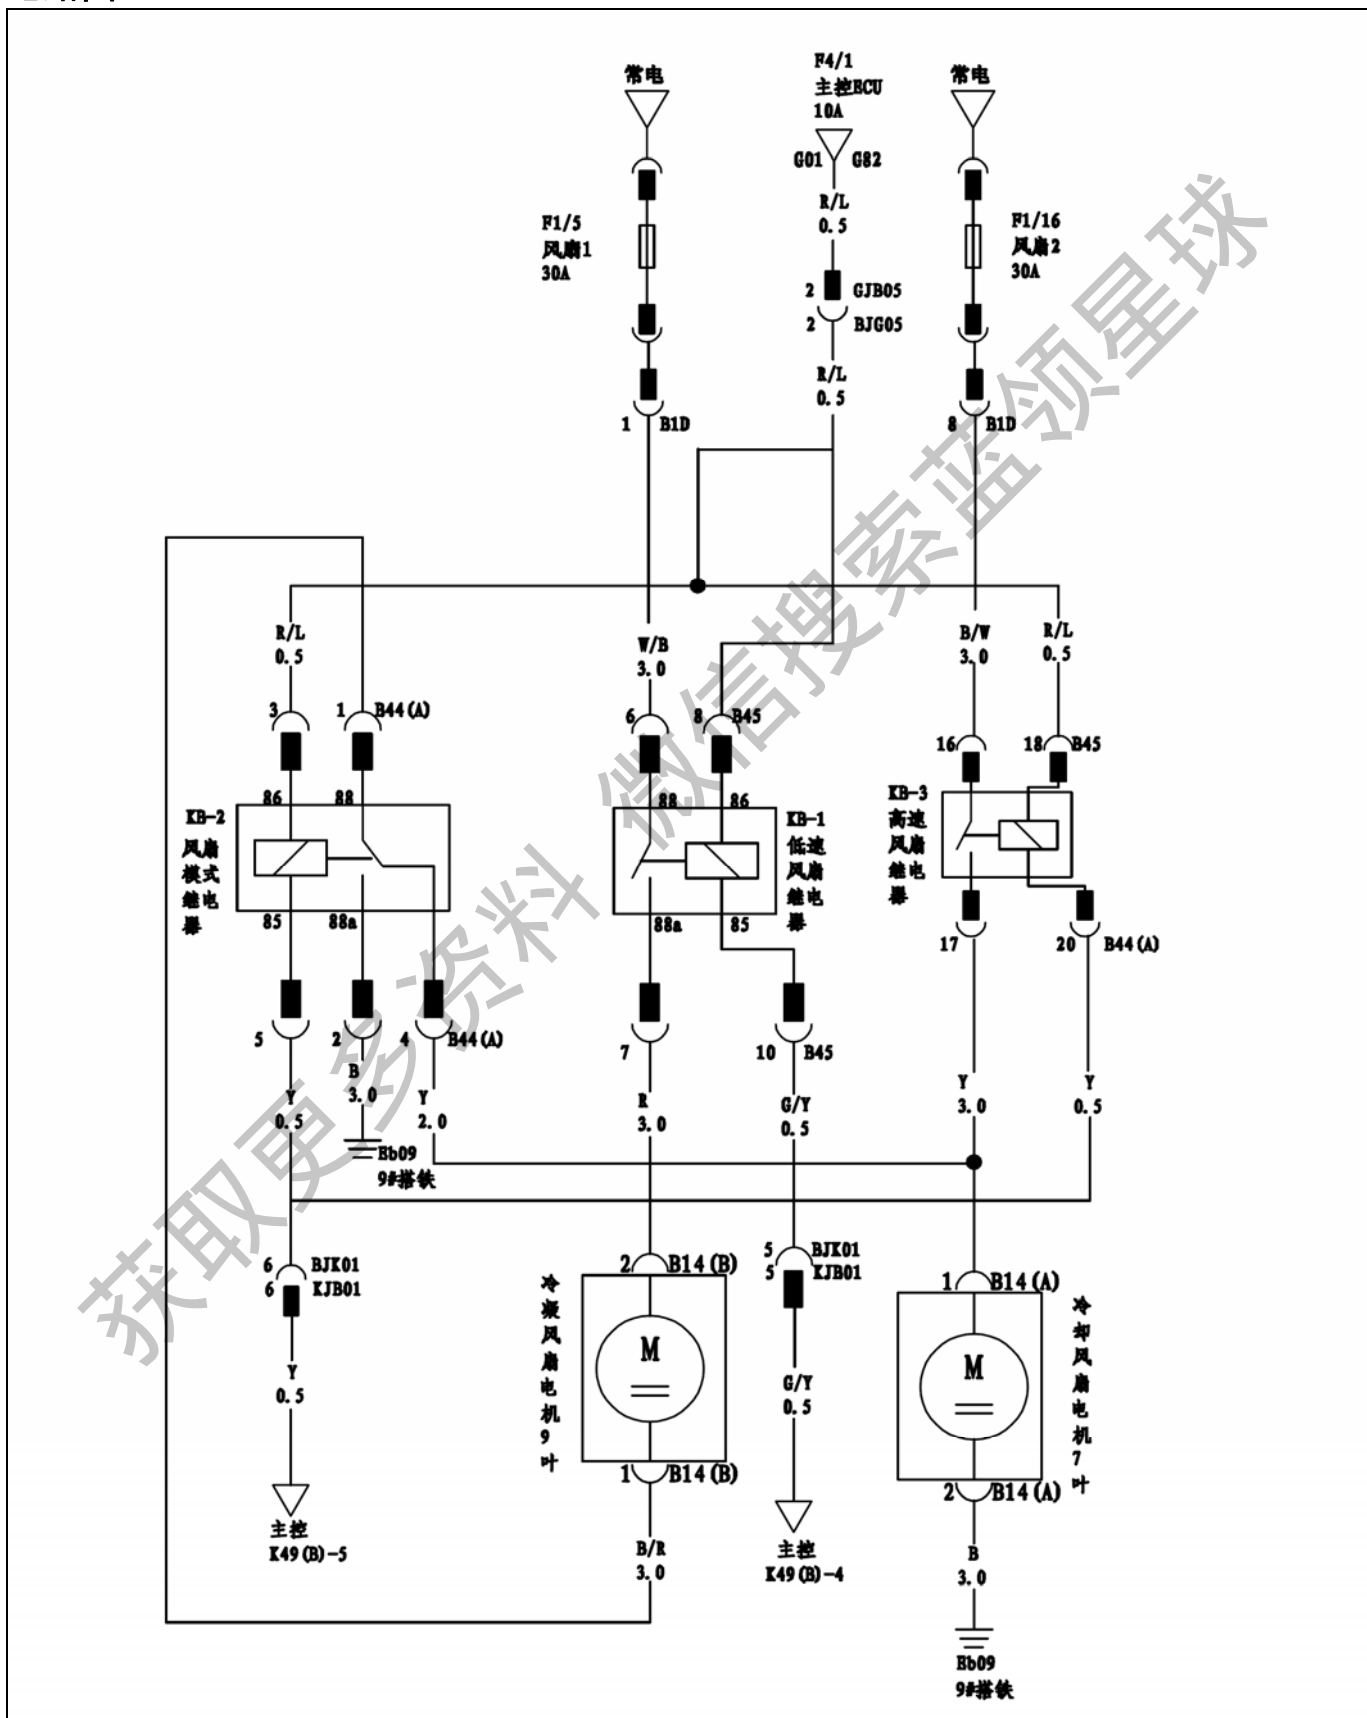 常电
F4/1
主控ECU
10A
常电
G01
G82
R/L
0.5
F1/5
风扇1
30A
F1/16
风扇2
30A
2
GJB05
2
BJG05
R/L
0.5
1
B1D
8
B1D
R/L
0.5
W/B
3.0
B/W
3.0
R/L
0.5
3
1
B44(A)
6
8
B45
16
18
B45
86
88
88
86
KB-2
风扇
模式
继电
器
KB-1
低速
风扇
继电
器
KB-3
高速
风扇
继电
器
85
88a
88a
85
17
20
B44(A)
5
2
4
B44(A)
7
10
B45
Y
0.5
B
3.0
Y
2.0
R
3.0
G/Y
0.5
Y
3.0
Y
0.5
Eb09
9#搭铁
6
BJK01
6
KJB01
2
B14(B)
5
BJK01
5
KJB01
1
B14(A)
冷
凝
风
扇
电
机
9
叶
M
M
冷
却
风
扇
电
机
7
叶
Y
0.5
G/Y
0.5
1
B14(B)
2
B14(A)
主控
K49(B)-5
B/R
3.0
主控
K49(B)-4
B
3.0
Eb09
9#搭铁
获取更多资料 微信搜索蓝领星球